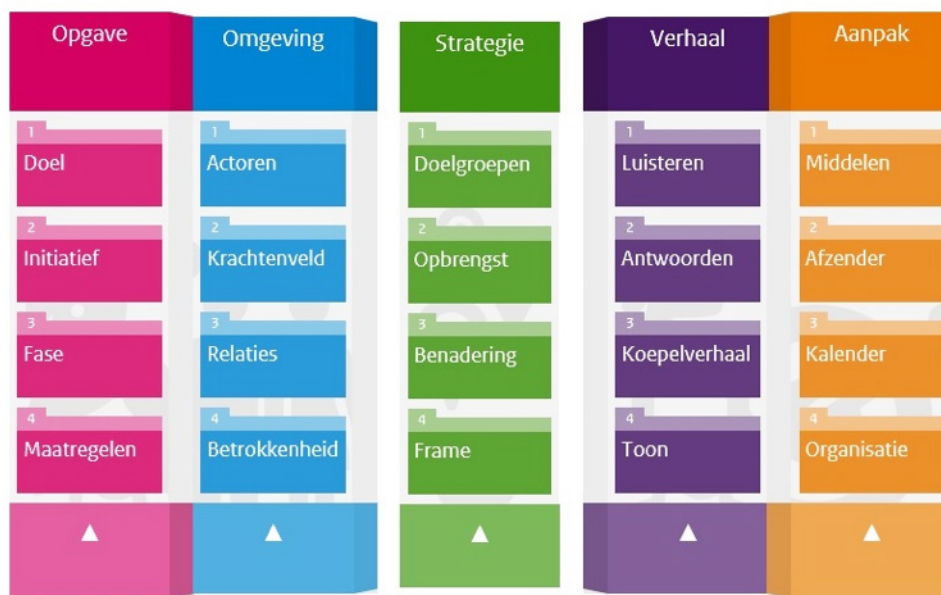 Opgave
1
Doel
2
Initiatief
3
Fase
4
Maatregelen
Omgeving
1
Actoren
2
Krachtenveld
3
Relaties
4
Betrokkenheid
Strategie
1
Doelgroepen
2
Opbrengst
3
Benadering
4
Frame
Verhaal
1
Luisteren
2
Antwoorden
3
Koepelverhaal
4
Toon
Aanpak
1
Middelen
2
Afzender
3
Kalender
4
Organisatie